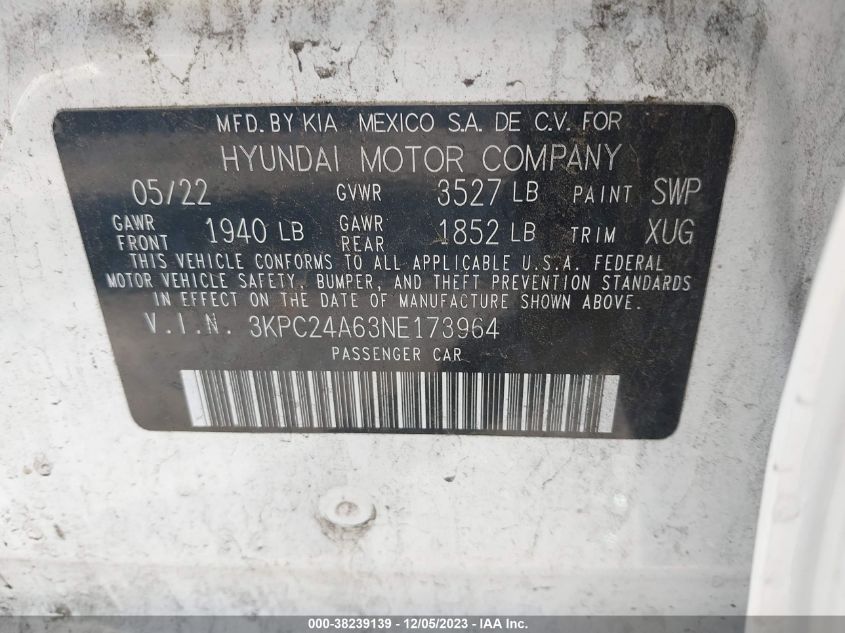 MFD. BY KIA MEXICO S.A. DE C.V. FOR
HYUNDAI MOTOR COMPANY
05/22 GVWR 3527 LB PAINT SWP
GAWR FRONT 1940 LB GAWR REAR 1852 LB TRIM XUG
THIS VEHICLE CONFORMS TO ALL APPLICABLE U.S.A. FEDERAL
MOTOR VEHICLE SAFETY, BUMPER, AND THEFT PREVENTION STANDARDS
IN EFFECT ON THE DATE OF MANUFACTURE SHOWN ABOVE.
V.I.N. 3KPC24A63NE173964
PASSENGER CAR
000-38239139 - 12/05/2023 - IAA Inc.